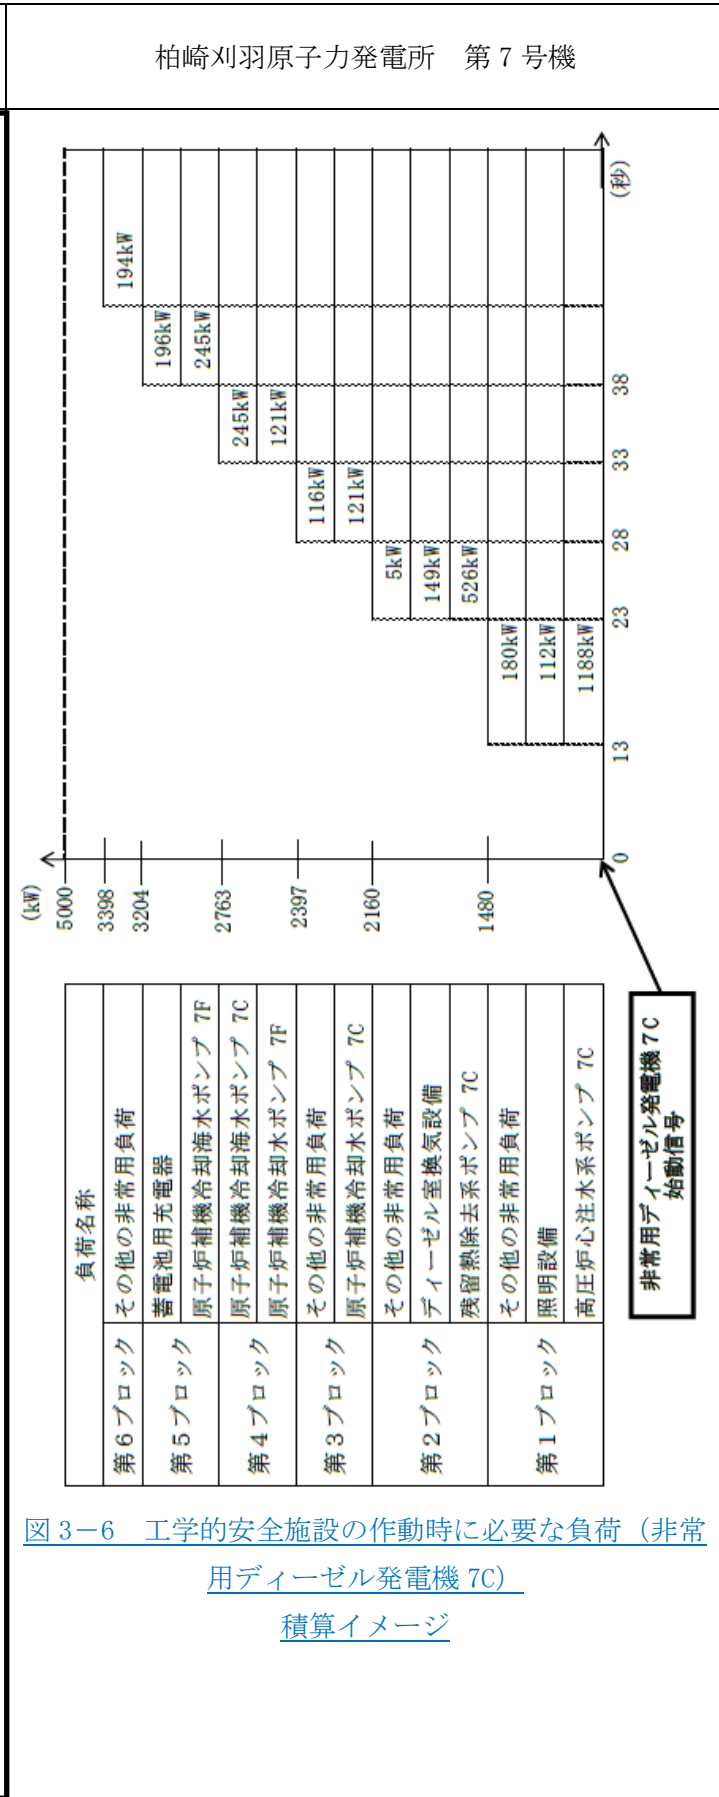 柏崎刈羽原子力発電所　第７号機
(kW)
5000
3398
3204
2763
2397
2160
1480
194kW
196kW
245kW
245kW
121kW
116kW
121kW
5kW
149kW
526kW
180kW
112kW
1188kW
0
13
23
28
33
38
(秒)
負荷名称
第６ブロック
その他の非常用負荷
第５ブロック
蓄電池用充電器
原子炉補機冷却海水ポンプ 7F
第４ブロック
原子炉補機冷却海水ポンプ 7C
原子炉補機冷却水ポンプ 7F
第３ブロック
その他の非常用負荷
原子炉補機冷却水ポンプ 7C
第２ブロック
その他の非常用負荷
ディーゼル室換気設備
残留熱除去系ポンプ 7C
第１ブロック
その他の非常用負荷
照明設備
高圧炉心注水系ポンプ 7C
非常用ディーゼル発電機 7C
始動信号
図 3－6　工学的安全施設の作動時に必要な負荷（非常
用ディーゼル発電機 7C）
積算イメージ